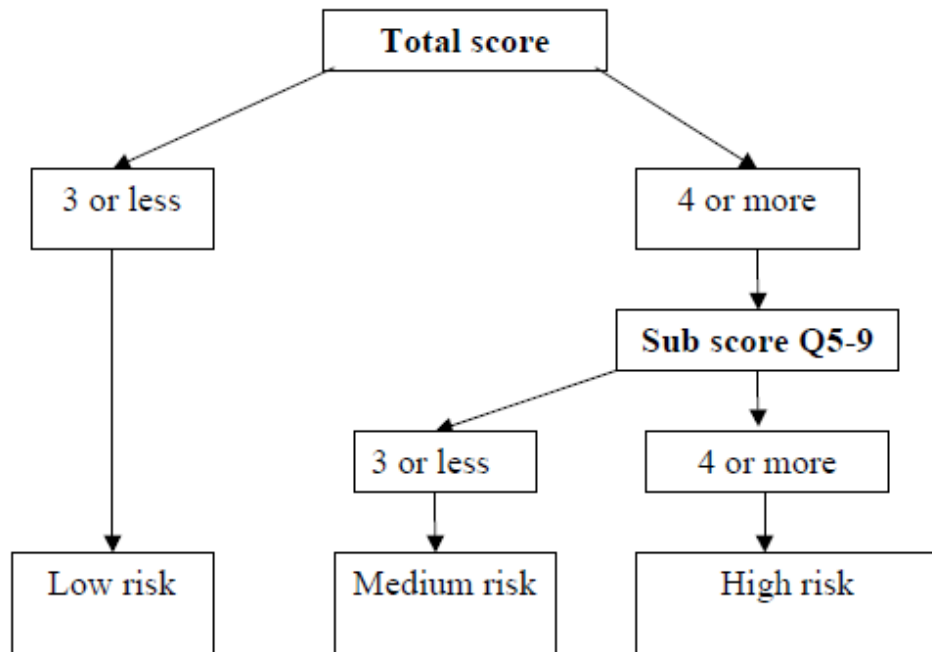 Total score
3 or less
4 or more
Sub score Q5-9
3 or less
4 or more
Low risk
Medium risk
High risk